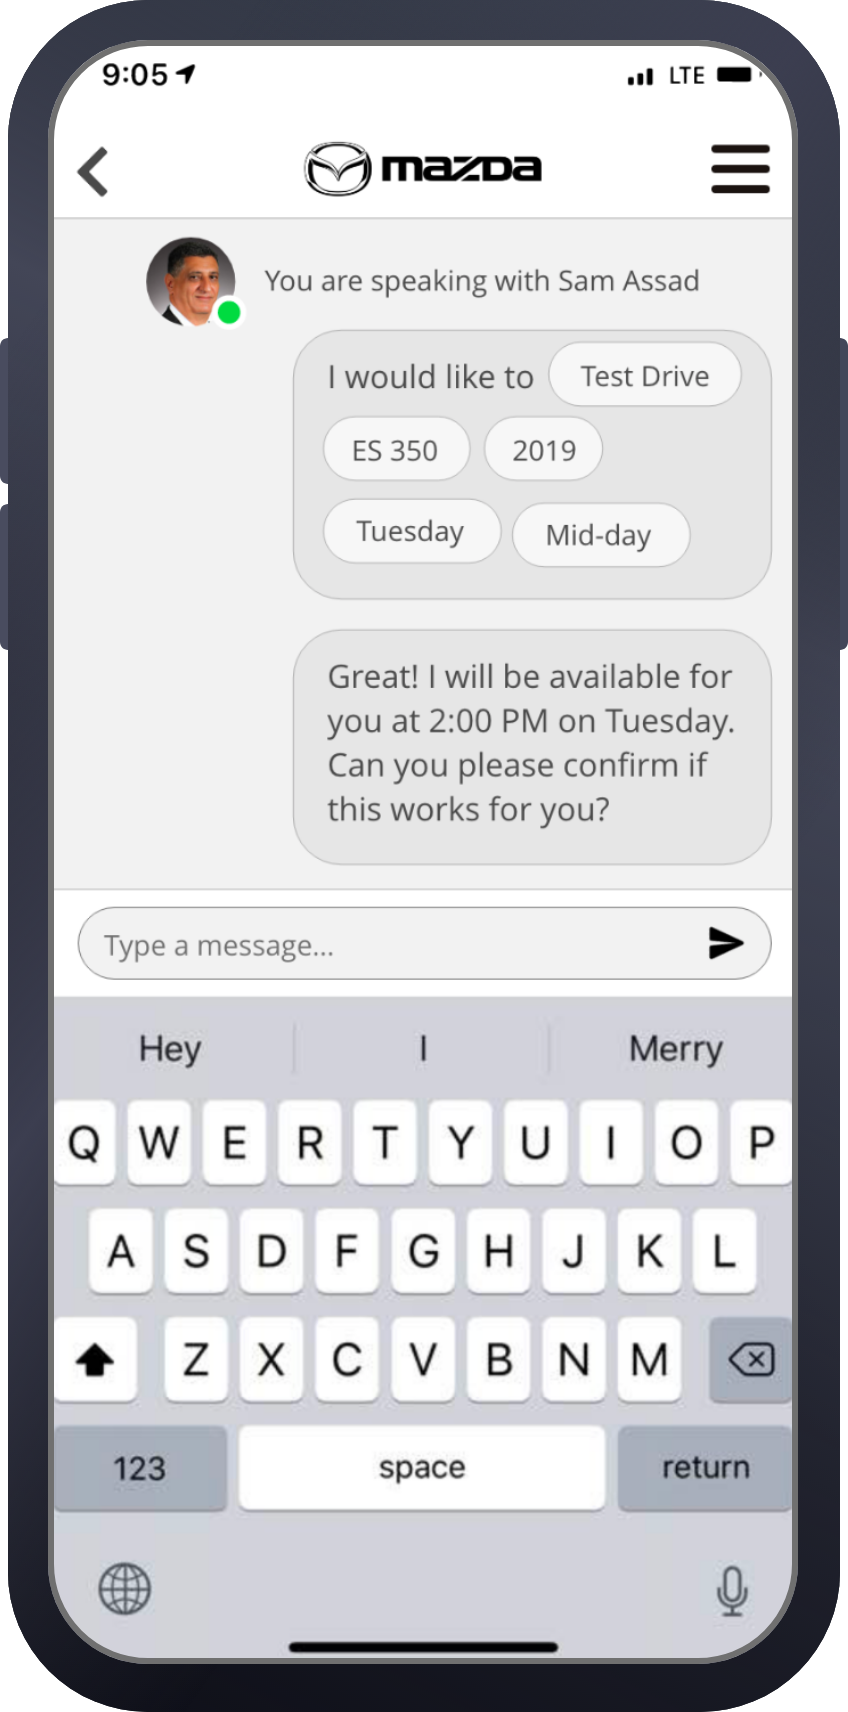 9:05 LTE
mazda
You are speaking with Sam Assad
I would like to Test Drive
ES 350 2019
Tuesday Mid-day
Great! I will be available for
you at 2:00 PM on Tuesday.
Can you please confirm if
this works for you?
Type a message...
Hey I Merry
Q W E R T Y U I O P
A S D F G H J K L
Z X C V B N M
123 space return